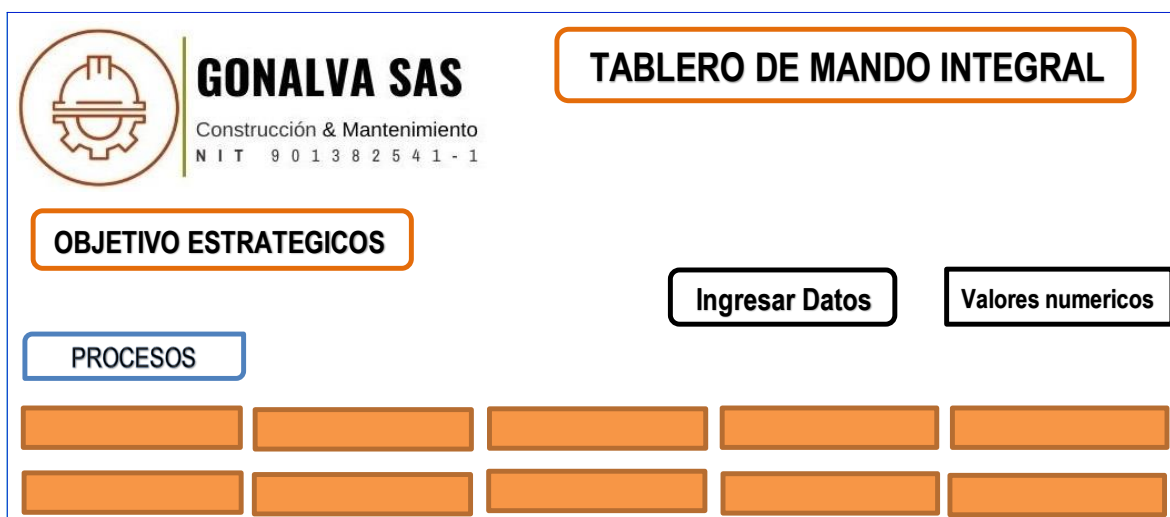 GONALVA SAS
Construcción & Mantenimiento
NIT 901382541-1
TABLERO DE MANDO INTEGRAL
OBJETIVO ESTRATEGICOS
Ingresar Datos
Valores numericos
PROCESOS